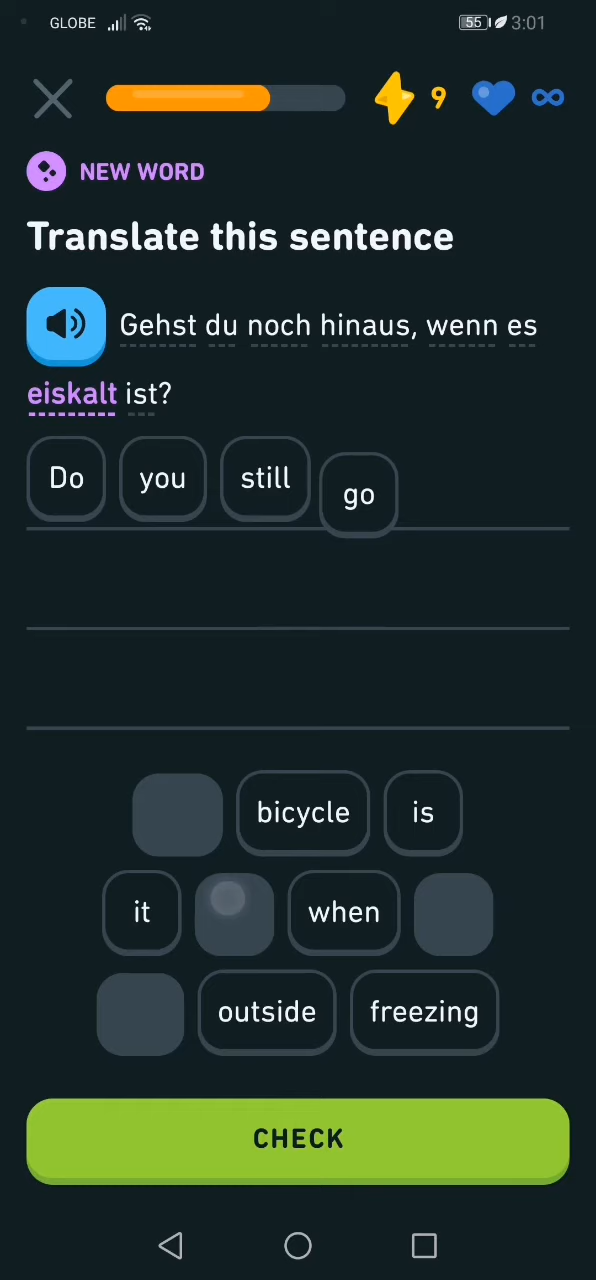 GLOBE 55 3:01
9 ∞
NEW WORD
Translate this sentence
Gehst du noch hinaus, wenn es
eiskalt ist?
Do you still go
bicycle is
it when
outside freezing
CHECK